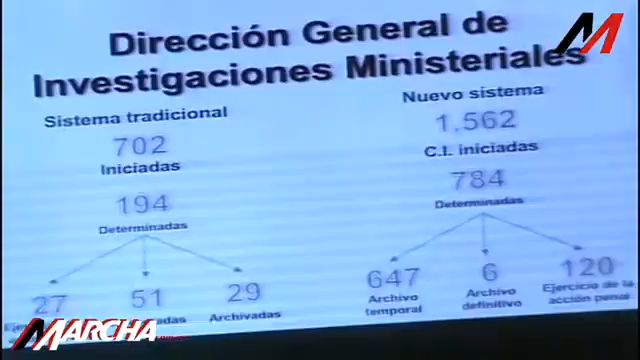 Dirección General de
Investigaciones Ministeriales
Sistema tradicional
702
Iniciadas
194
Determinadas
27
51
29
Archivadas
Nuevo sistema
1,562
C.I. iniciadas
784
Determinadas
647
Archivo
temporal
6
Archivo
definitivo
120
Ejercicio de la
acción penal
M
MARCHA